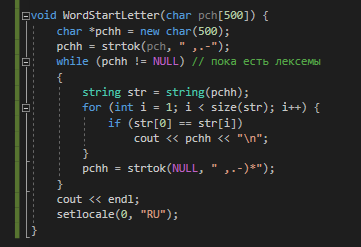 void WordStartLetter(char pch[500]) {
char *pchh = new char(500);
pchh = strtok(pch, " ,.-");
while (pchh != NULL) // пока есть лексемы
{
string str = string(pchh);
for (int i = 1; i < size(str); i++) {
if (str[0] == str[i])
cout << pchh << "\n";
}
pchh = strtok(NULL, " ,.-)*");
}
cout << endl;
setlocale(0, "RU");
}